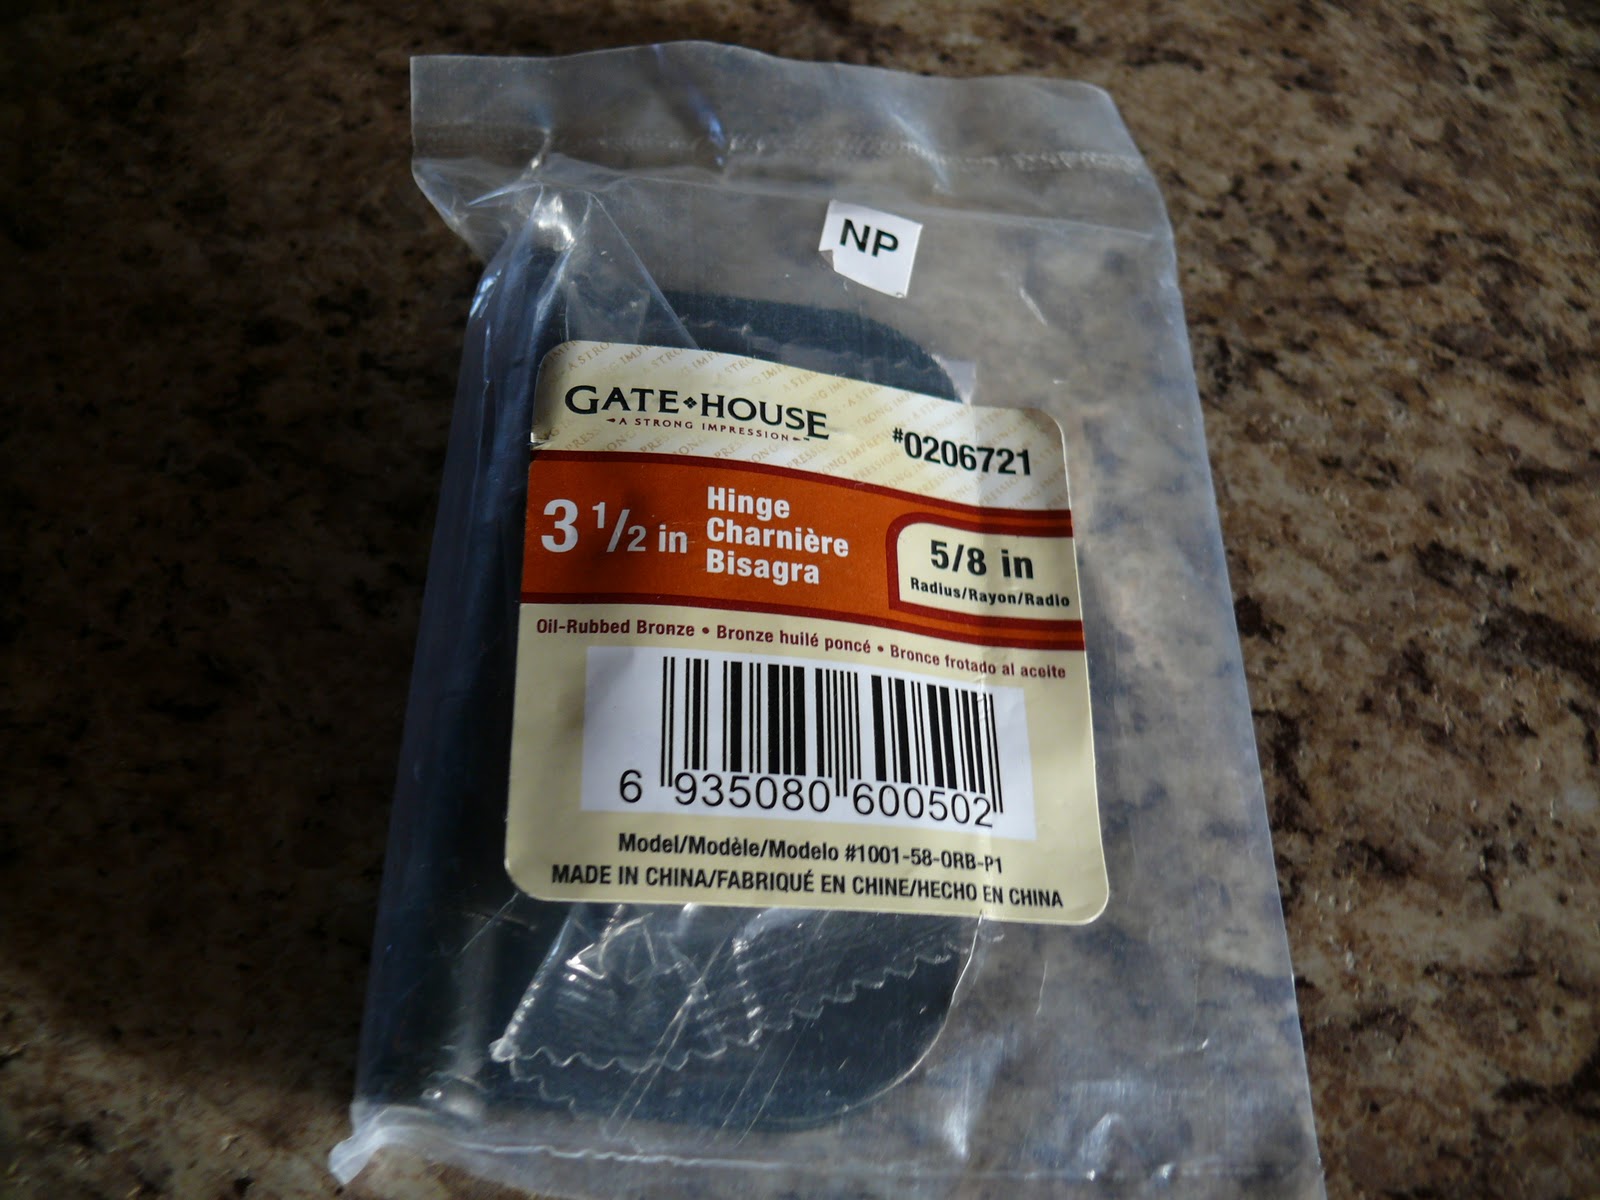 NP
GATE HOUSE
A STRONG IMPRESSION
#0206721
3 1/2 in
Hinge
Charnière
Bisagra
5/8 in
Radius/Rayon/Radio
Oil-Rubbed Bronze • Bronze huilé poncé • Bronce frotado al aceite
6 935080 600502
Model/Modèle/Modelo #1001-58-ORB-P1
MADE IN CHINA/FABRIQUÉ EN CHINE/HECHO EN CHINA